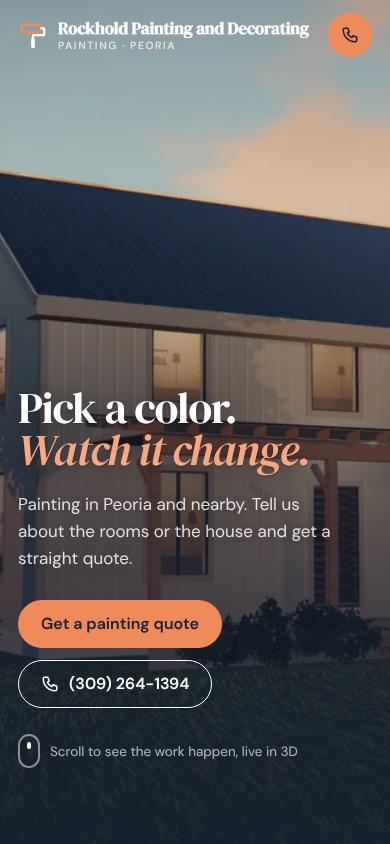 Rockhold Painting and Decorating
PAINTING · PEORIA
Pick a color.
Watch it change.
Painting in Peoria and nearby. Tell us
about the rooms or the house and get a
straight quote.
Get a painting quote
(309) 264-1394
Scroll to see the work happen, live in 3D